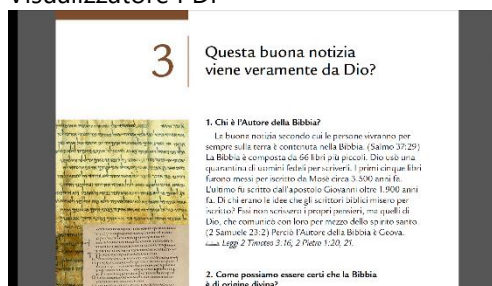 Visualizzatore PDF
3
Questa buona notizia
viene veramente da Dio?
1. Chi è l'Autore della Bibbia?
La buona notizia secondo cui le persone vivranno per
sempre sulla terra è contenuta nella Bibbia. (Salmo 37:29)
La Bibbia è composta da 66 libri più piccoli. Dio usò una
quarantina di uomini fedeli per scriverli. I primi cinque libri
furono messi per iscritto da Mosè circa 3.500 anni fa.
L'ultimo fu scritto dall'apostolo Giovanni oltre 1.900 anni
fa. Di chi erano le idee che gli scrittori biblici misero per
iscritto? Essi non scrissero i propri pensieri, ma quelli di
Dio, che comunicò con loro per mezzo dello spirito santo.
(2 Samuele 23:2) Perciò l'Autore della Bibbia è Geova.
Leggi 2 Timoteo 3:16; 2 Pietro 1:20, 21.
2. Come possiamo essere certi che la Bibbia
è di origine divina?